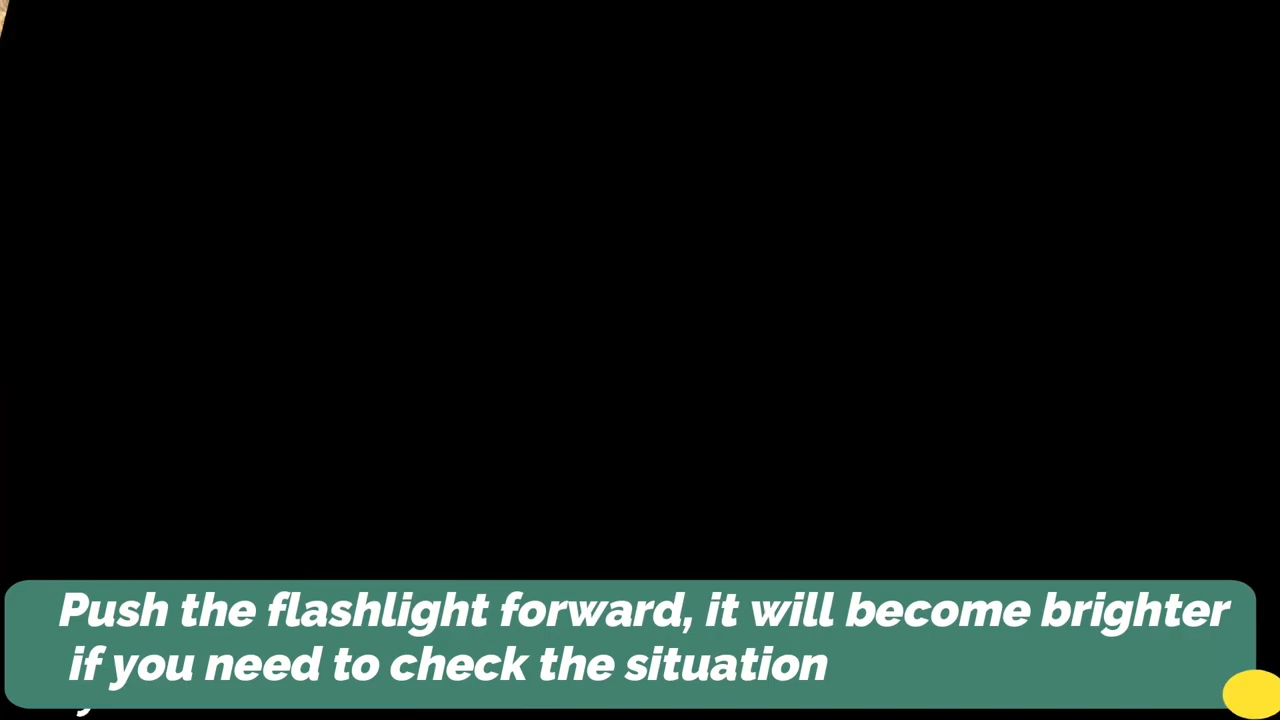 Push the flashlight forward, it will become brighter
if you need to check the situation